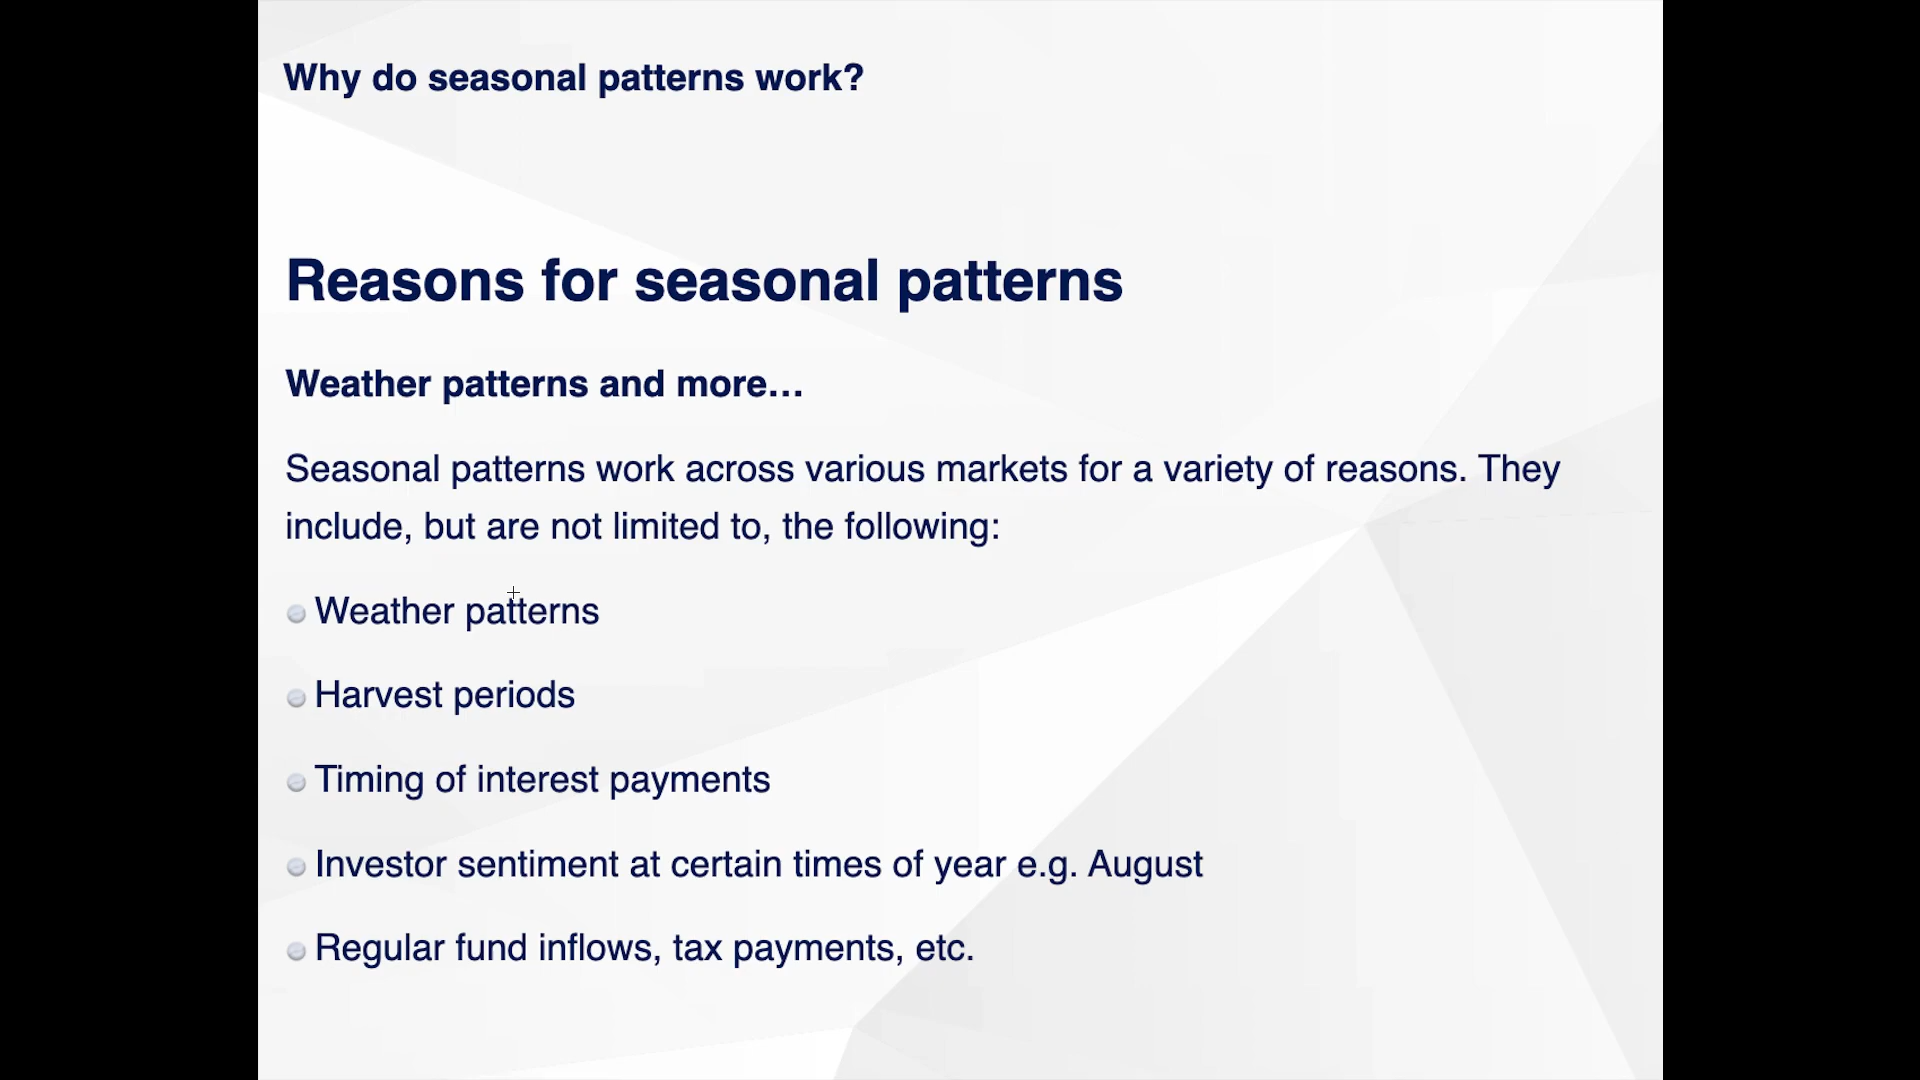 Why do seasonal patterns work?
Reasons for seasonal patterns
Weather patterns and more…
Seasonal patterns work across various markets for a variety of reasons. They
include, but are not limited to, the following:
Weather patterns
Harvest periods
Timing of interest payments
Investor sentiment at certain times of year e.g. August
Regular fund inflows, tax payments, etc.